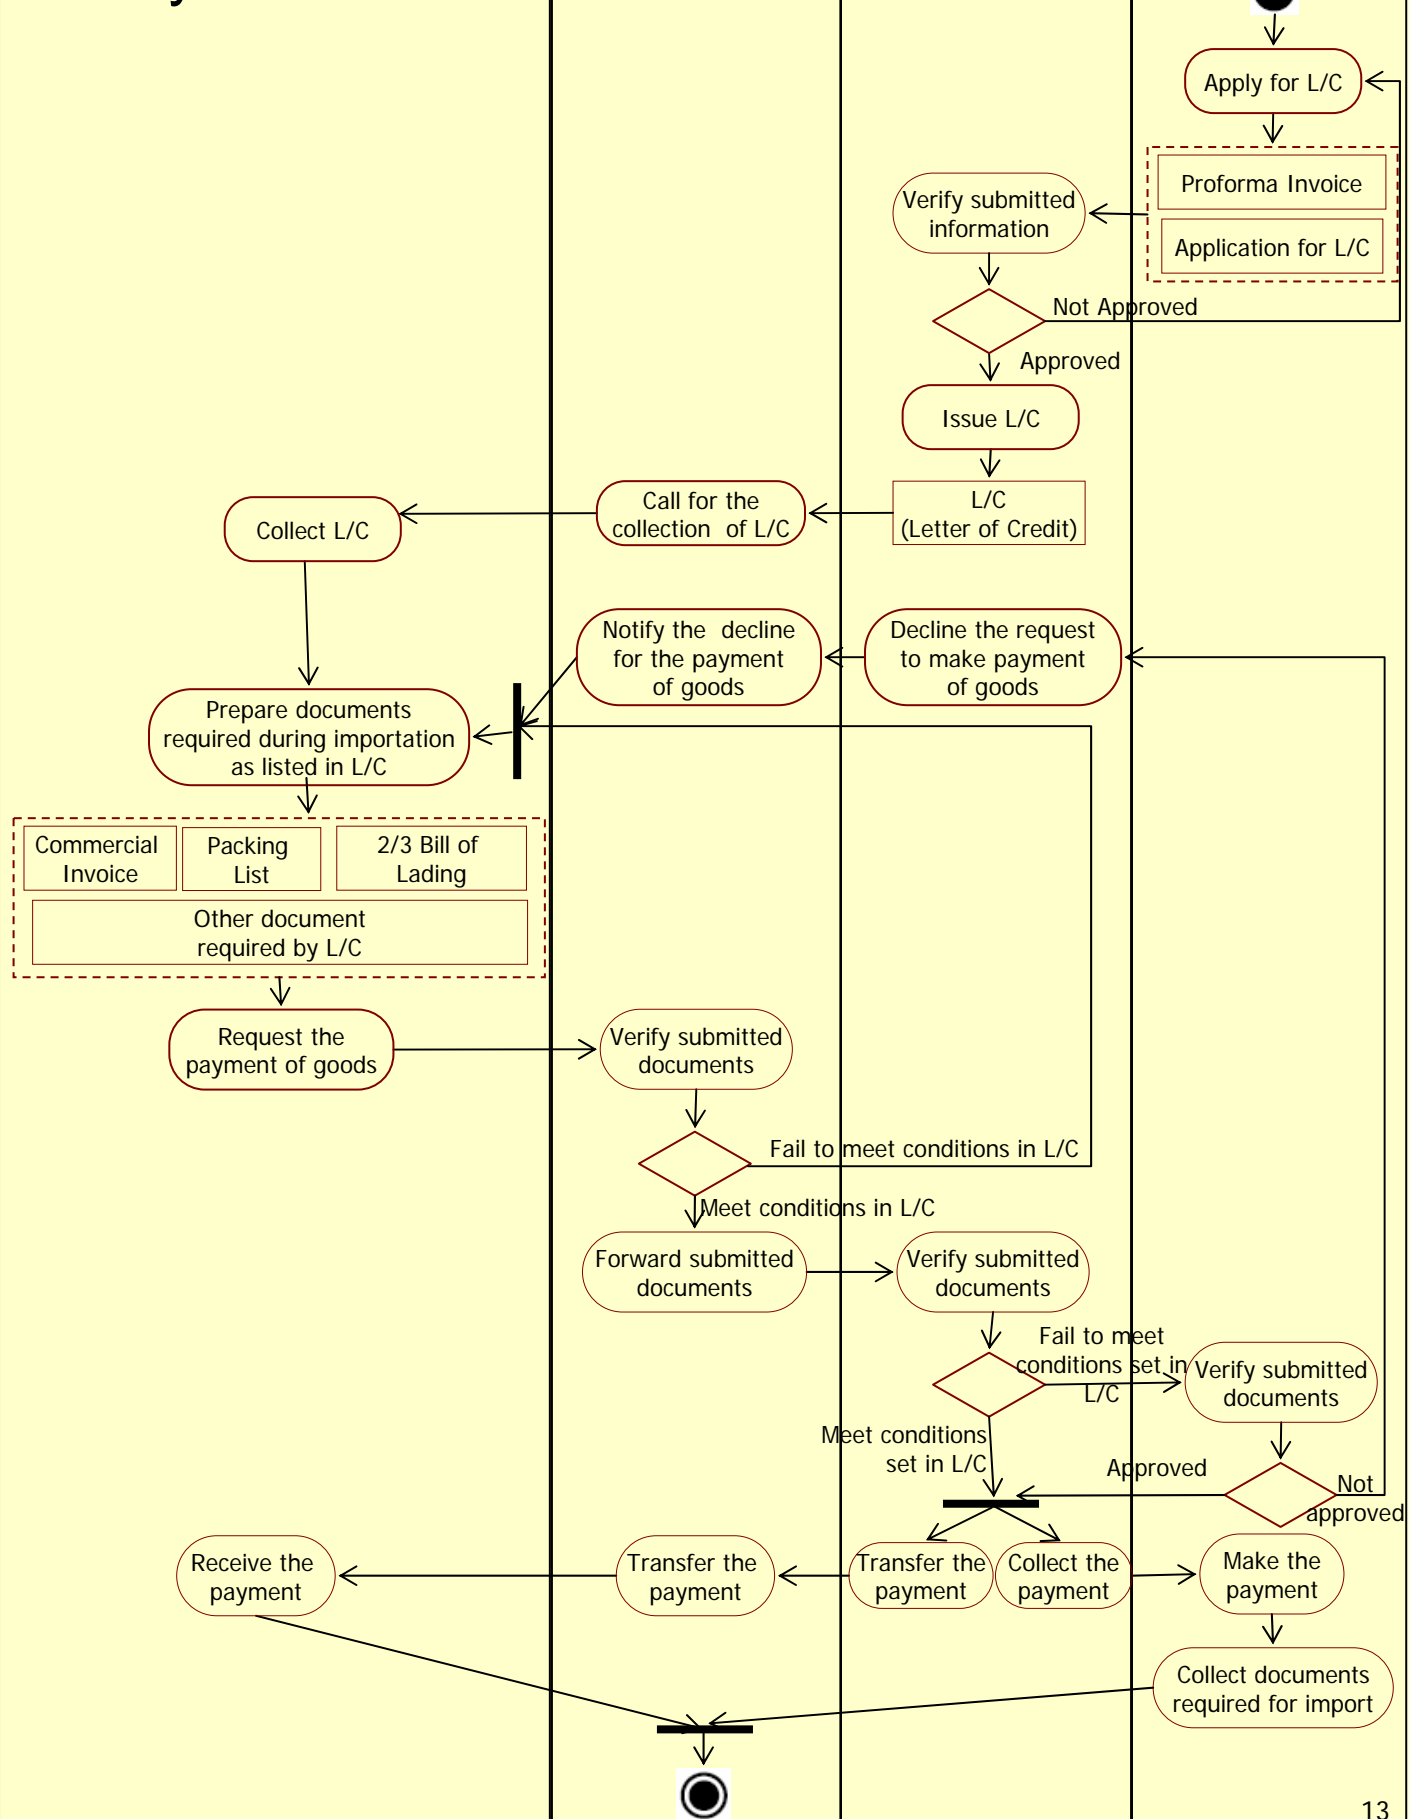 Apply for L/C
Proforma Invoice
Application for L/C
Verify submitted
information
Not Approved
Approved
Issue L/C
L/C
(Letter of Credit)
Call for the
collection of L/C
Collect L/C
Notify the decline
for the payment
of goods
Decline the request
to make payment
of goods
Prepare documents
required during importation
as listed in L/C
Commercial
Invoice
Packing
List
2/3 Bill of
Lading
Other document
required by L/C
Request the
payment of goods
Verify submitted
documents
Fail to meet conditions in L/C
Meet conditions in L/C
Forward submitted
documents
Verify submitted
documents
Fail to meet
conditions set in
L/C
Verify submitted
documents
Meet conditions
set in L/C
Approved
Not
approved
Receive the
payment
Transfer the
payment
Transfer the
payment
Collect the
payment
Make the
payment
Collect documents
required for import
13